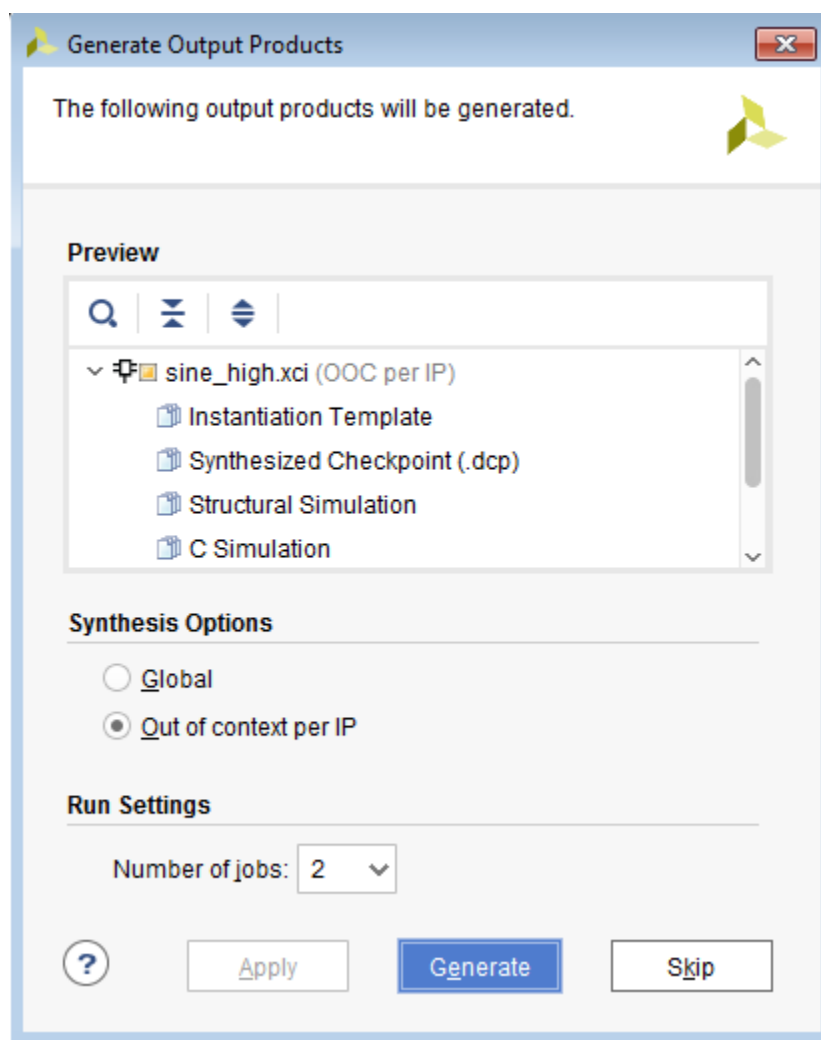 Generate Output Products
The following output products will be generated.
Preview
sine_high.xci (OOC per IP)
Instantiation Template
Synthesized Checkpoint (.dcp)
Structural Simulation
C Simulation
Synthesis Options
Global
Out of context per IP
Run Settings
Number of jobs: 2
? Apply Generate Skip